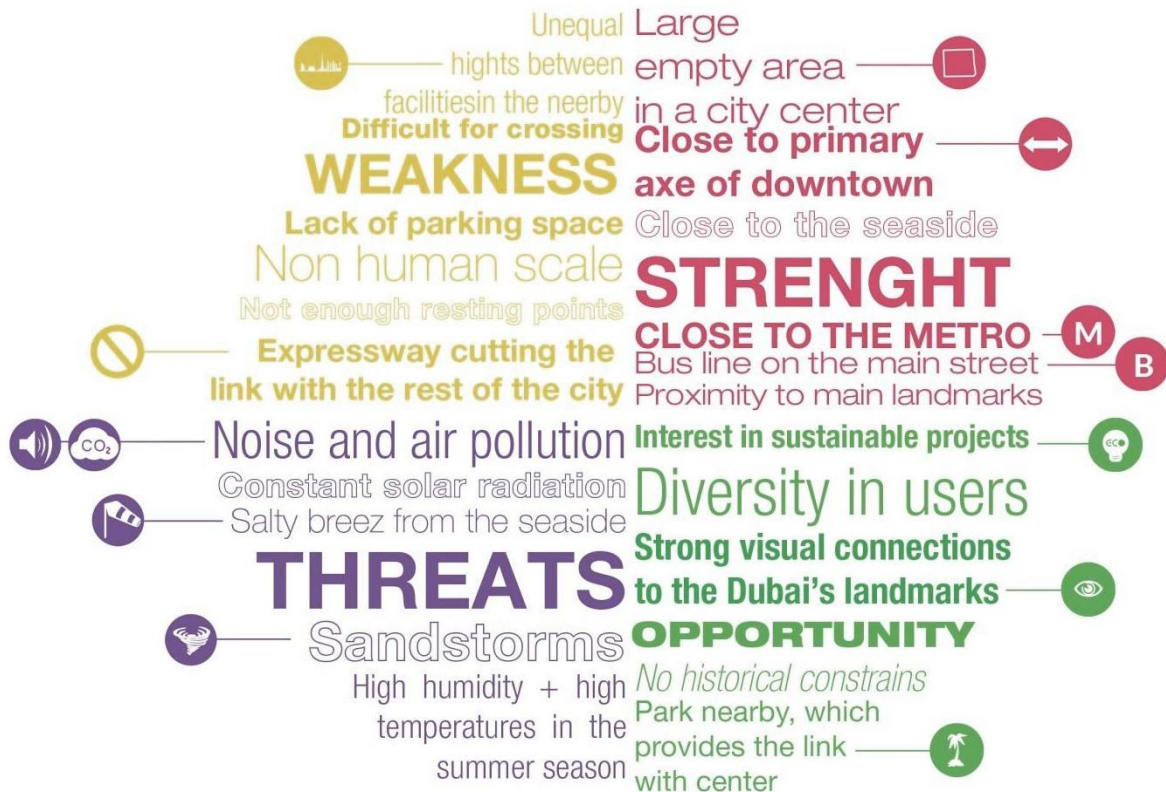 Unequal
hights between
facilitiesin the neerby
Difficult for crossing
WEAKNESS
Lack of parking space
Non human scale
Not enough resting points
Expressway cutting the
link with the rest of the city
Large
empty area
in a city center
Close to primary
axe of downtown
Close to the seaside
STRENGHT
CLOSE TO THE METRO
M
Bus line on the main street
B
Proximity to main landmarks
CO₂
Noise and air pollution
Constant solar radiation
Salty breez from the seaside
THREATS
Sandstorms
High humidity + high
temperatures in the
summer season
Interest in sustainable projects
eco
Diversity in users
Strong visual connections
to the Dubai's landmarks
OPPORTUNITY
No historical constrains
Park nearby, which
provides the link
with center